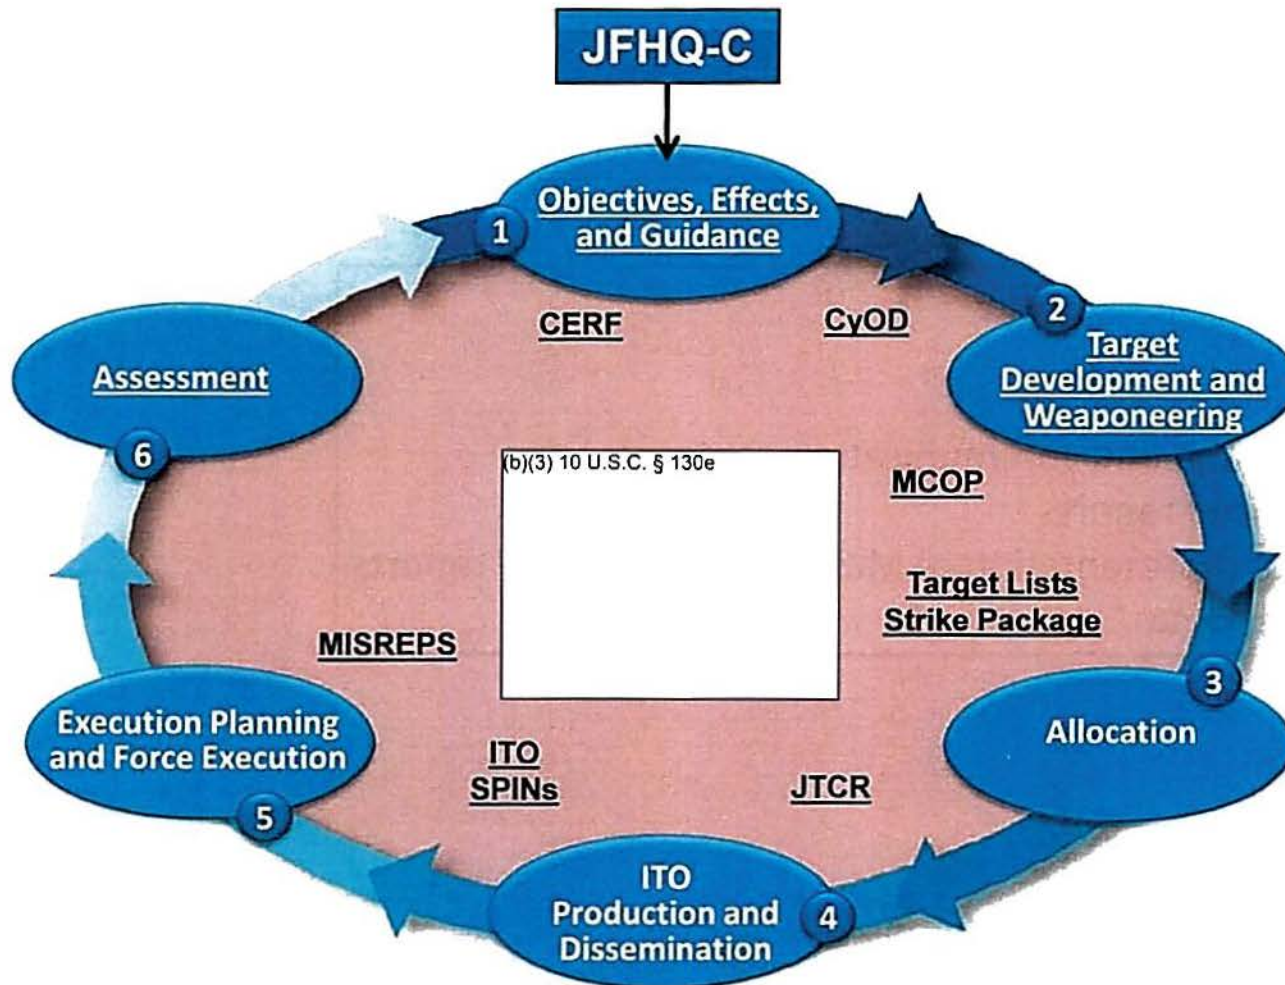 JFHQ-C
1
Objectives, Effects,
and Guidance
CERF
CyOD
2
Target
Development and
Weaponeering
MCOP
Target Lists
Strike Package
3
Allocation
JTCR
4
ITO
Production and
Dissemination
ITO
SPINs
5
Execution Planning
and Force Execution
MISREPS
6
Assessment
(b)(3) 10 U.S.C. § 130e